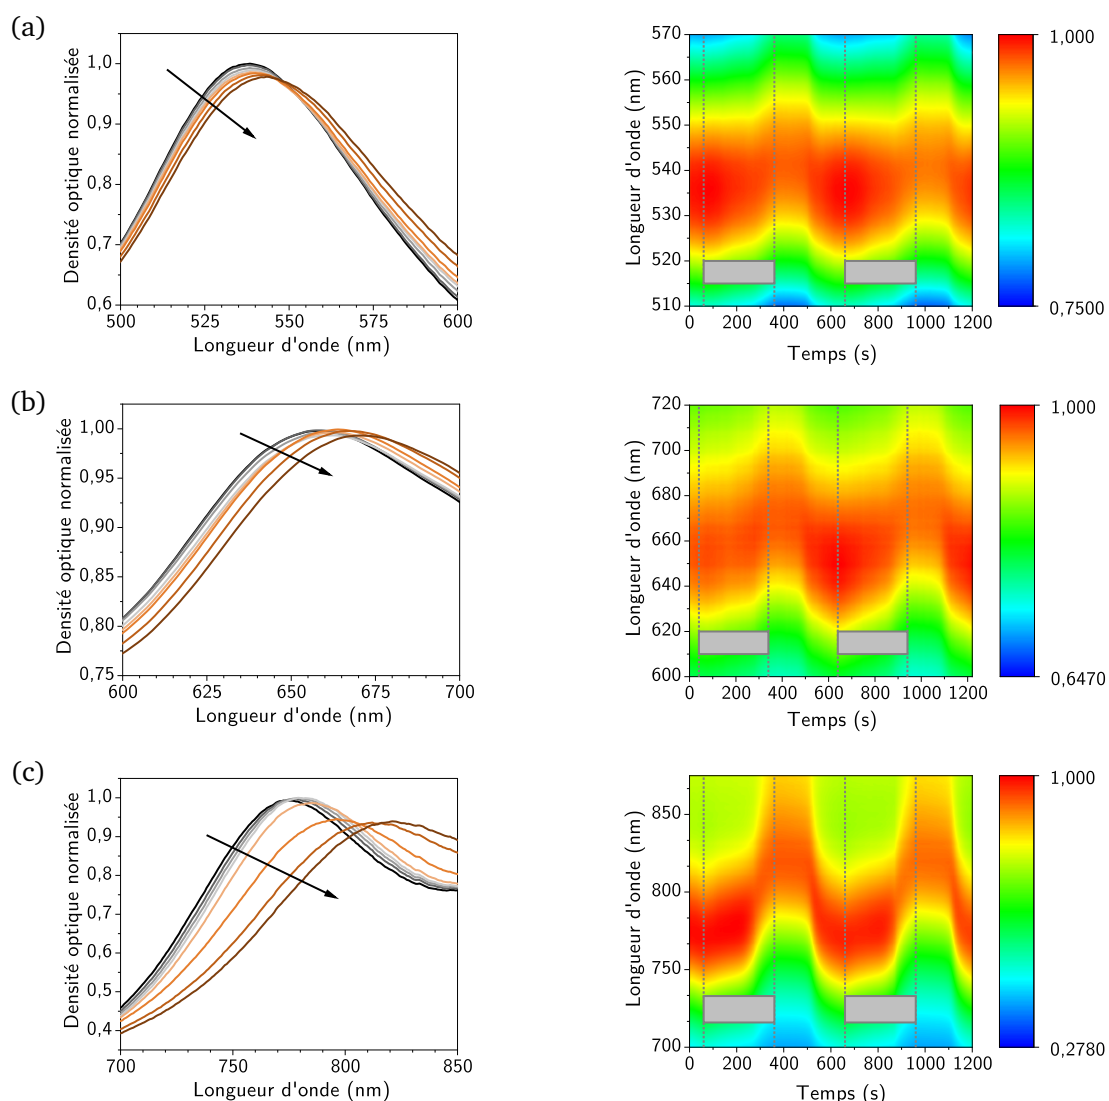 (a)
Densité optique normalisée
1,0
0,9
0,8
0,7
0,6
500 525 550 575 600
Longueur d'onde (nm)
Longueur d'onde (nm)
570
560
550
540
530
520
510
0 200 400 600 800 1000 1200
Temps (s)
1,000
0,7500
(b)
Densité optique normalisée
1,00
0,95
0,90
0,85
0,80
0,75
600 625 650 675 700
Longueur d'onde (nm)
Longueur d'onde (nm)
720
700
680
660
640
620
600
0 200 400 600 800 1000 1200
Temps (s)
1,000
0,6470
(c)
Densité optique normalisée
1,0
0,9
0,8
0,7
0,6
0,5
0,4
700 750 800 850
Longueur d'onde (nm)
Longueur d'onde (nm)
850
800
750
700
0 200 400 600 800 1000 1200
Temps (s)
1,000
0,2780